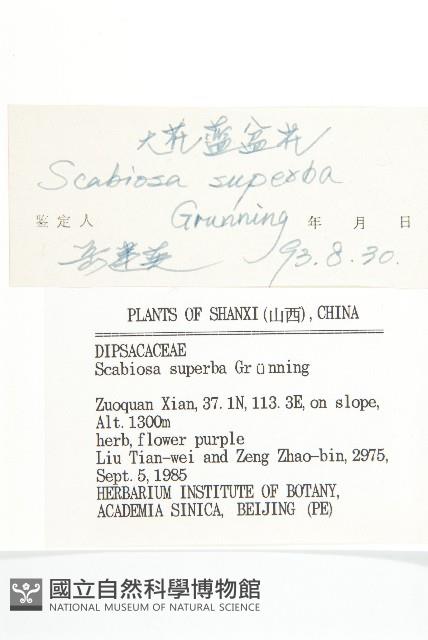 大花蓝盆花
Scabiosa superba
Grunning
鉴定人 年 月 日
93.8.30.
PLANTS OF SHANXI (山西), CHINA
DIPSACACEAE
Scabiosa superba Grünning
Zuoquan Xian, 37.1N, 113.3E, on slope,
Alt. 1300m
herb, flower purple
Liu Tian-wei and Zeng Zhao-bin, 2975,
Sept. 5, 1985
HERBARIUM INSTITUTE OF BOTANY,
ACADEMIA SINICA, BEIJING (PE)
國立自然科學博物館
NATIONAL MUSEUM OF NATURAL SCIENCE